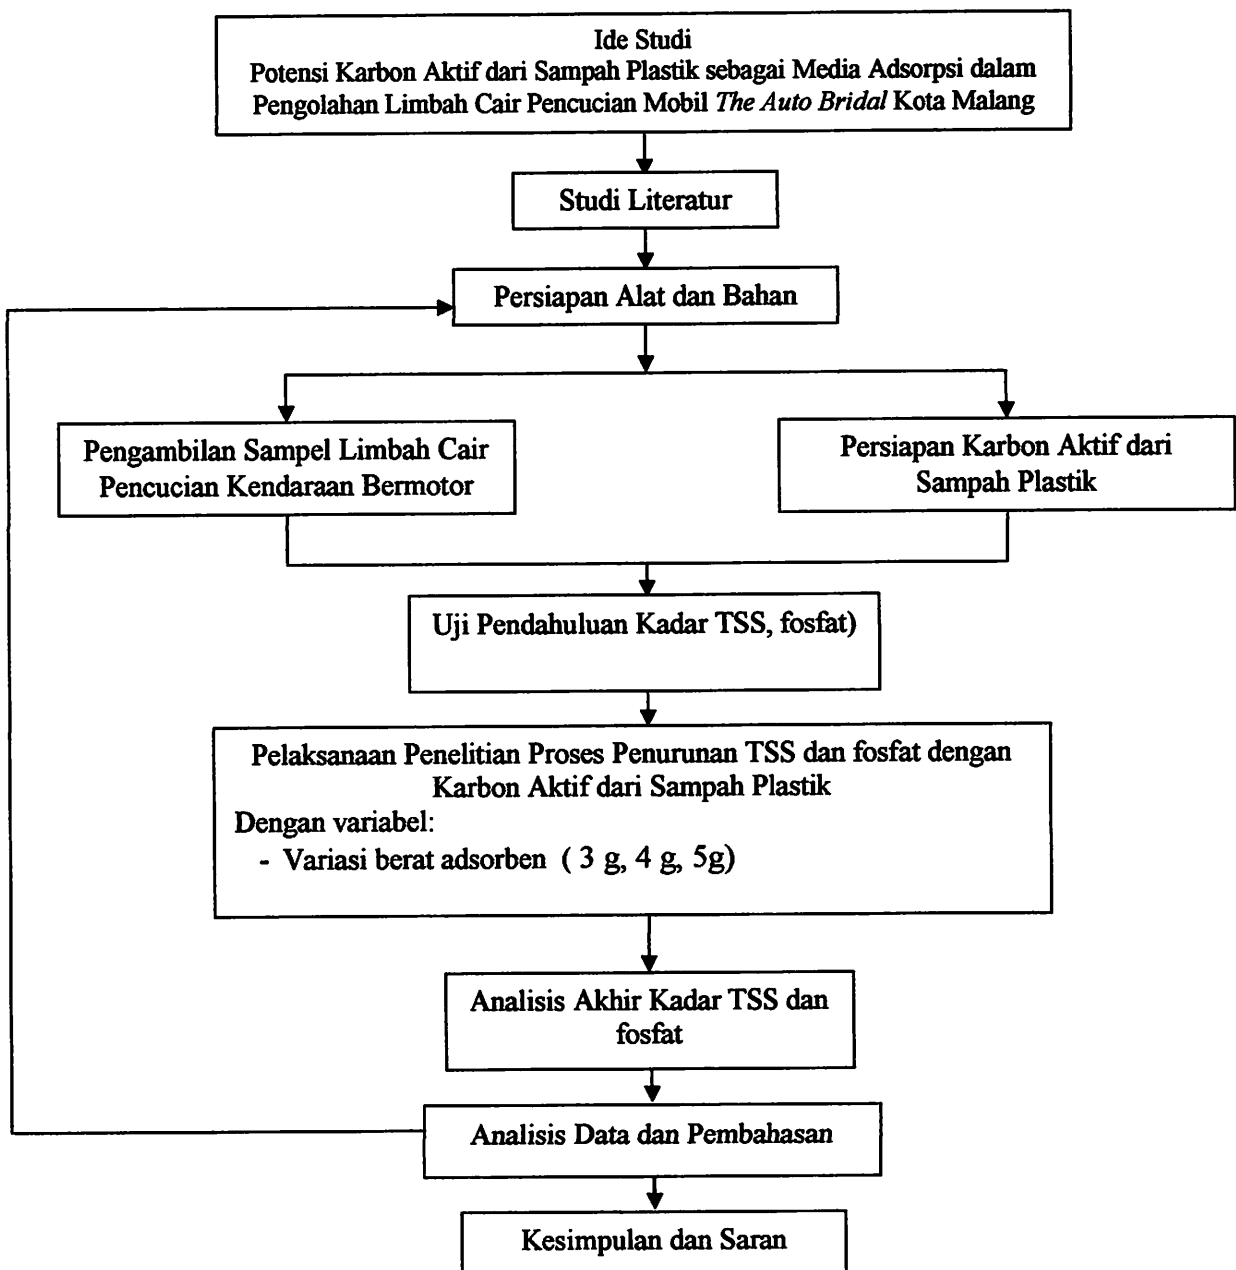 Ide Studi
Potensi Karbon Aktif dari Sampah Plastik sebagai Media Adsorpsi dalam
Pengolahan Limbah Cair Pencucian Mobil The Auto Bridal Kota Malang
Studi Literatur
Persiapan Alat dan Bahan
Pengambilan Sampel Limbah Cair
Pencucian Kendaraan Bermotor
Persiapan Karbon Aktif dari
Sampah Plastik
Uji Pendahuluan Kadar TSS, fosfat)
Pelaksanaan Penelitian Proses Penurunan TSS dan fosfat dengan
Karbon Aktif dari Sampah Plastik
Dengan variabel:
- Variasi berat adsorben ( 3 g, 4 g, 5g)
Analisis Akhir Kadar TSS dan
fosfat
Analisis Data dan Pembahasan
Kesimpulan dan Saran